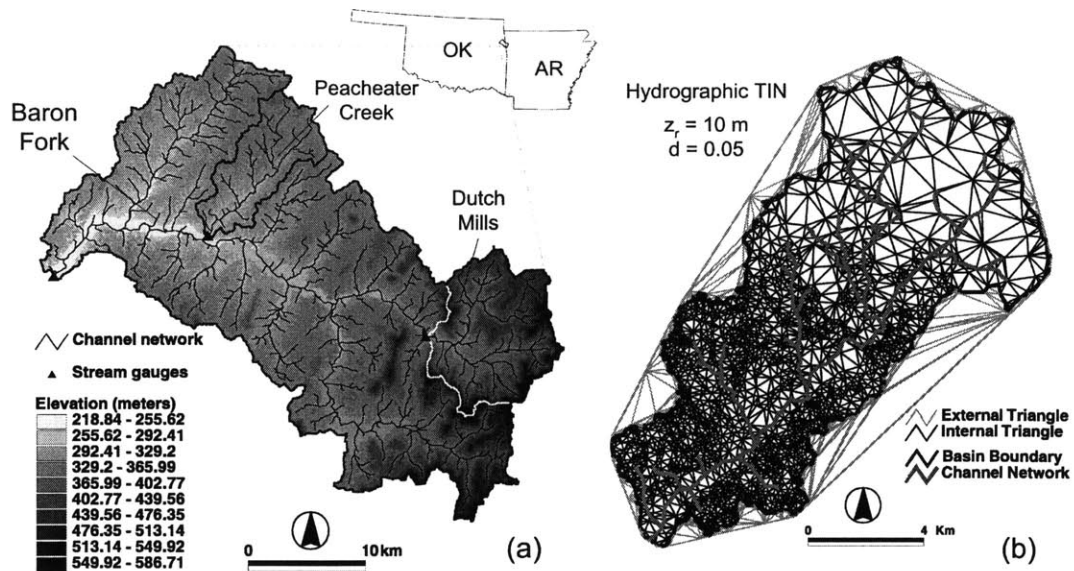 OK
AR
Peacheater
Creek
Baron
Fork
Dutch
Mills
Channel network
Stream gauges
Elevation (meters)
218.84 - 255.62
255.62 - 292.41
292.41 - 329.2
329.2 - 365.99
365.99 - 402.77
402.77 - 439.56
439.56 - 476.35
476.35 - 513.14
513.14 - 549.92
549.92 - 586.71
0 10 km
(a)
Hydrographic TIN
z_r = 10 m
d = 0.05
External Triangle
Internal Triangle
Basin Boundary
Channel Network
0 4 Km
(b)